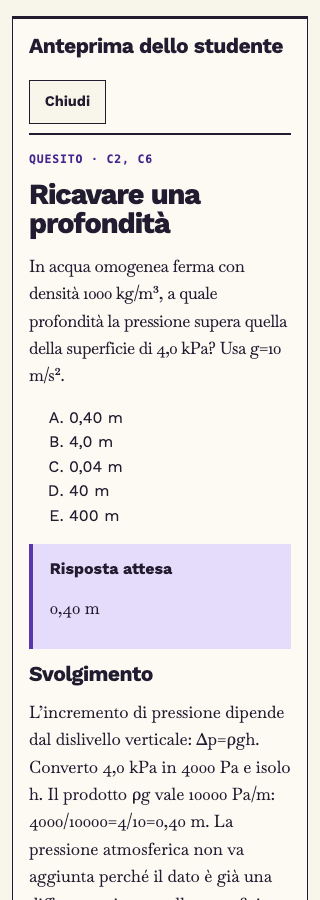 Anteprima dello studente
Chiudi
QUESITO · C2, C6
Ricavare una
profondità
In acqua omogenea ferma con
densità 1000 kg/m³, a quale
profondità la pressione supera quella
della superficie di 4,0 kPa? Usa g=10
m/s².
A. 0,40 m
B. 4,0 m
C. 0,04 m
D. 40 m
E. 400 m
Risposta attesa
0,40 m
Svolgimento
L’incremento di pressione dipende
dal dislivello verticale: Δp=ρgh.
Converto 4,0 kPa in 4000 Pa e isolo
h. Il prodotto ρg vale 10000 Pa/m:
4000/10000=4/10=0,40 m. La
pressione atmosferica non va
aggiunta perché il dato è già una